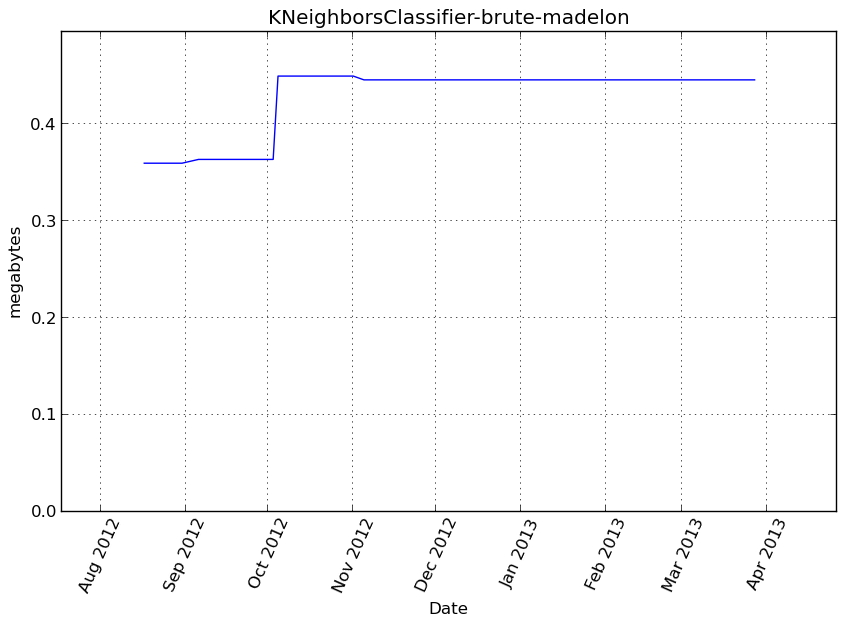 KNeighborsClassifier-brute-madelon
megabytes
0.4
0.3
0.2
0.1
0.0
Aug 2012
Sep 2012
Oct 2012
Nov 2012
Dec 2012
Jan 2013
Feb 2013
Mar 2013
Apr 2013
Date